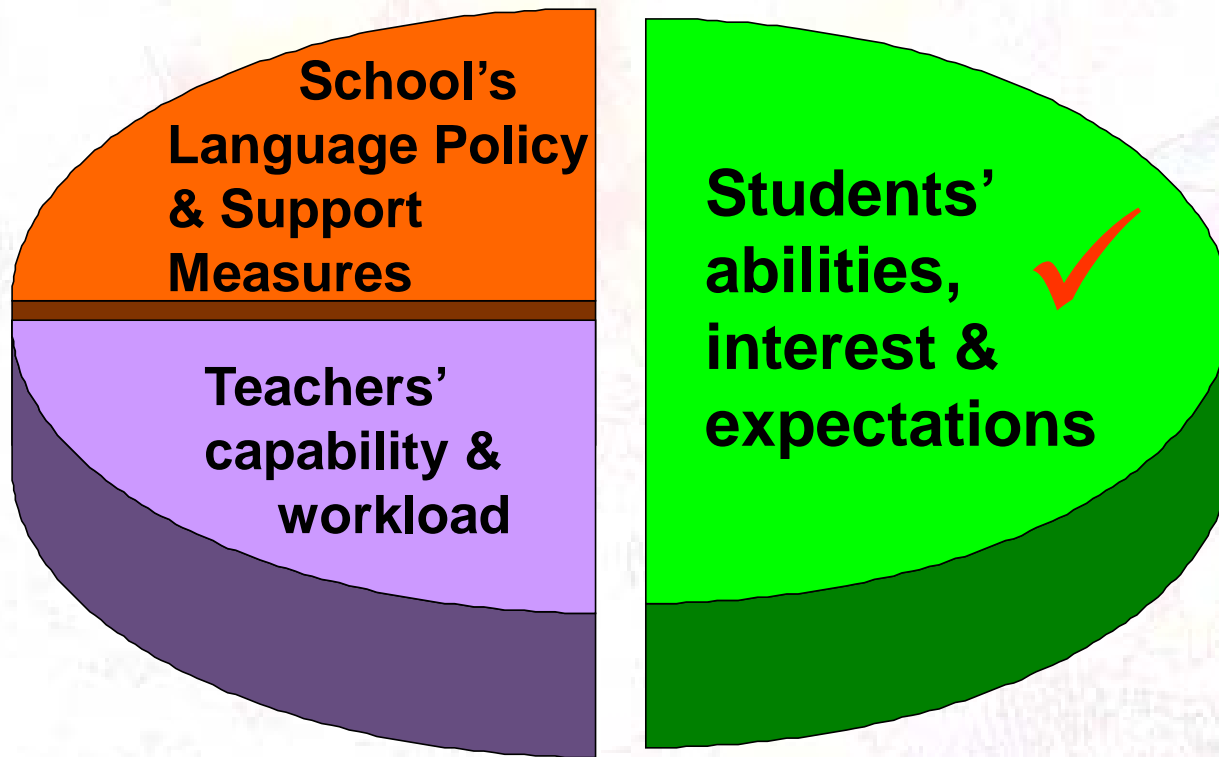 School’s
Language Policy
& Support
Measures
Teachers’
capability &
workload
Students’
abilities,
interest &
expectations